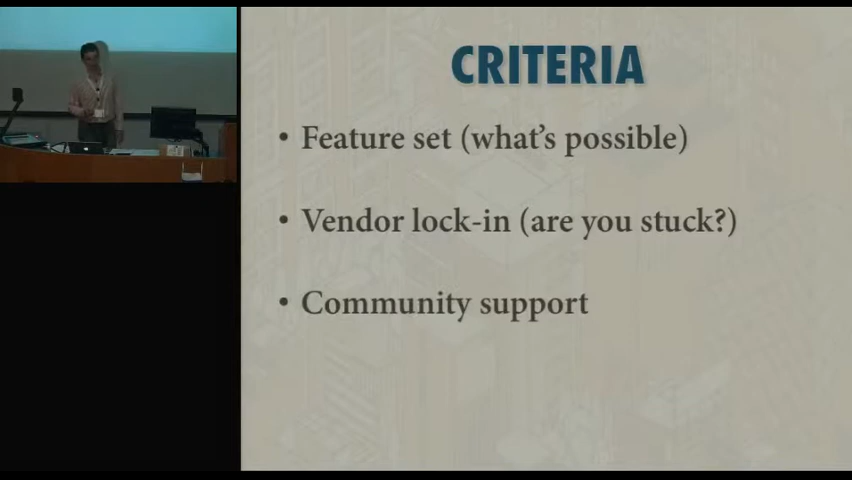 CRITERIA
• Feature set (what's possible)
• Vendor lock-in (are you stuck?)
• Community support